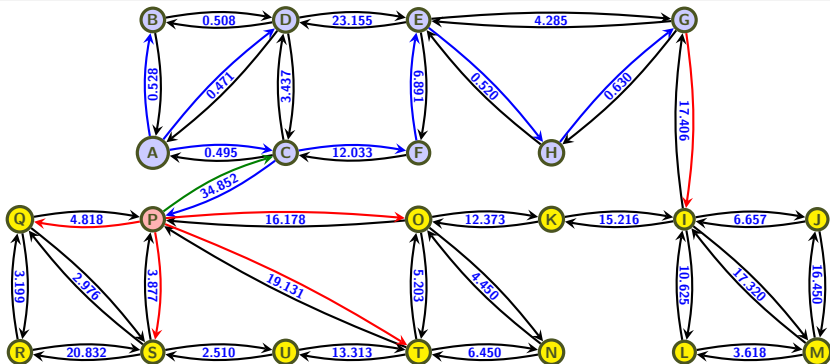 B 0.508 D 23.155 E 4.285 G
0.528 0.471 3.437 6.891 0.520 0.630 17.406
A 0.495 C 12.033 F H
34.852
Q 4.818 P 16.178 O 12.373 K 15.216 I 6.657 J
3.199 2.976 3.877 19.131 5.203 4.450 10.625 17.320 16.450
R 20.832 S 2.510 U 13.313 T 6.450 N L 3.618 M